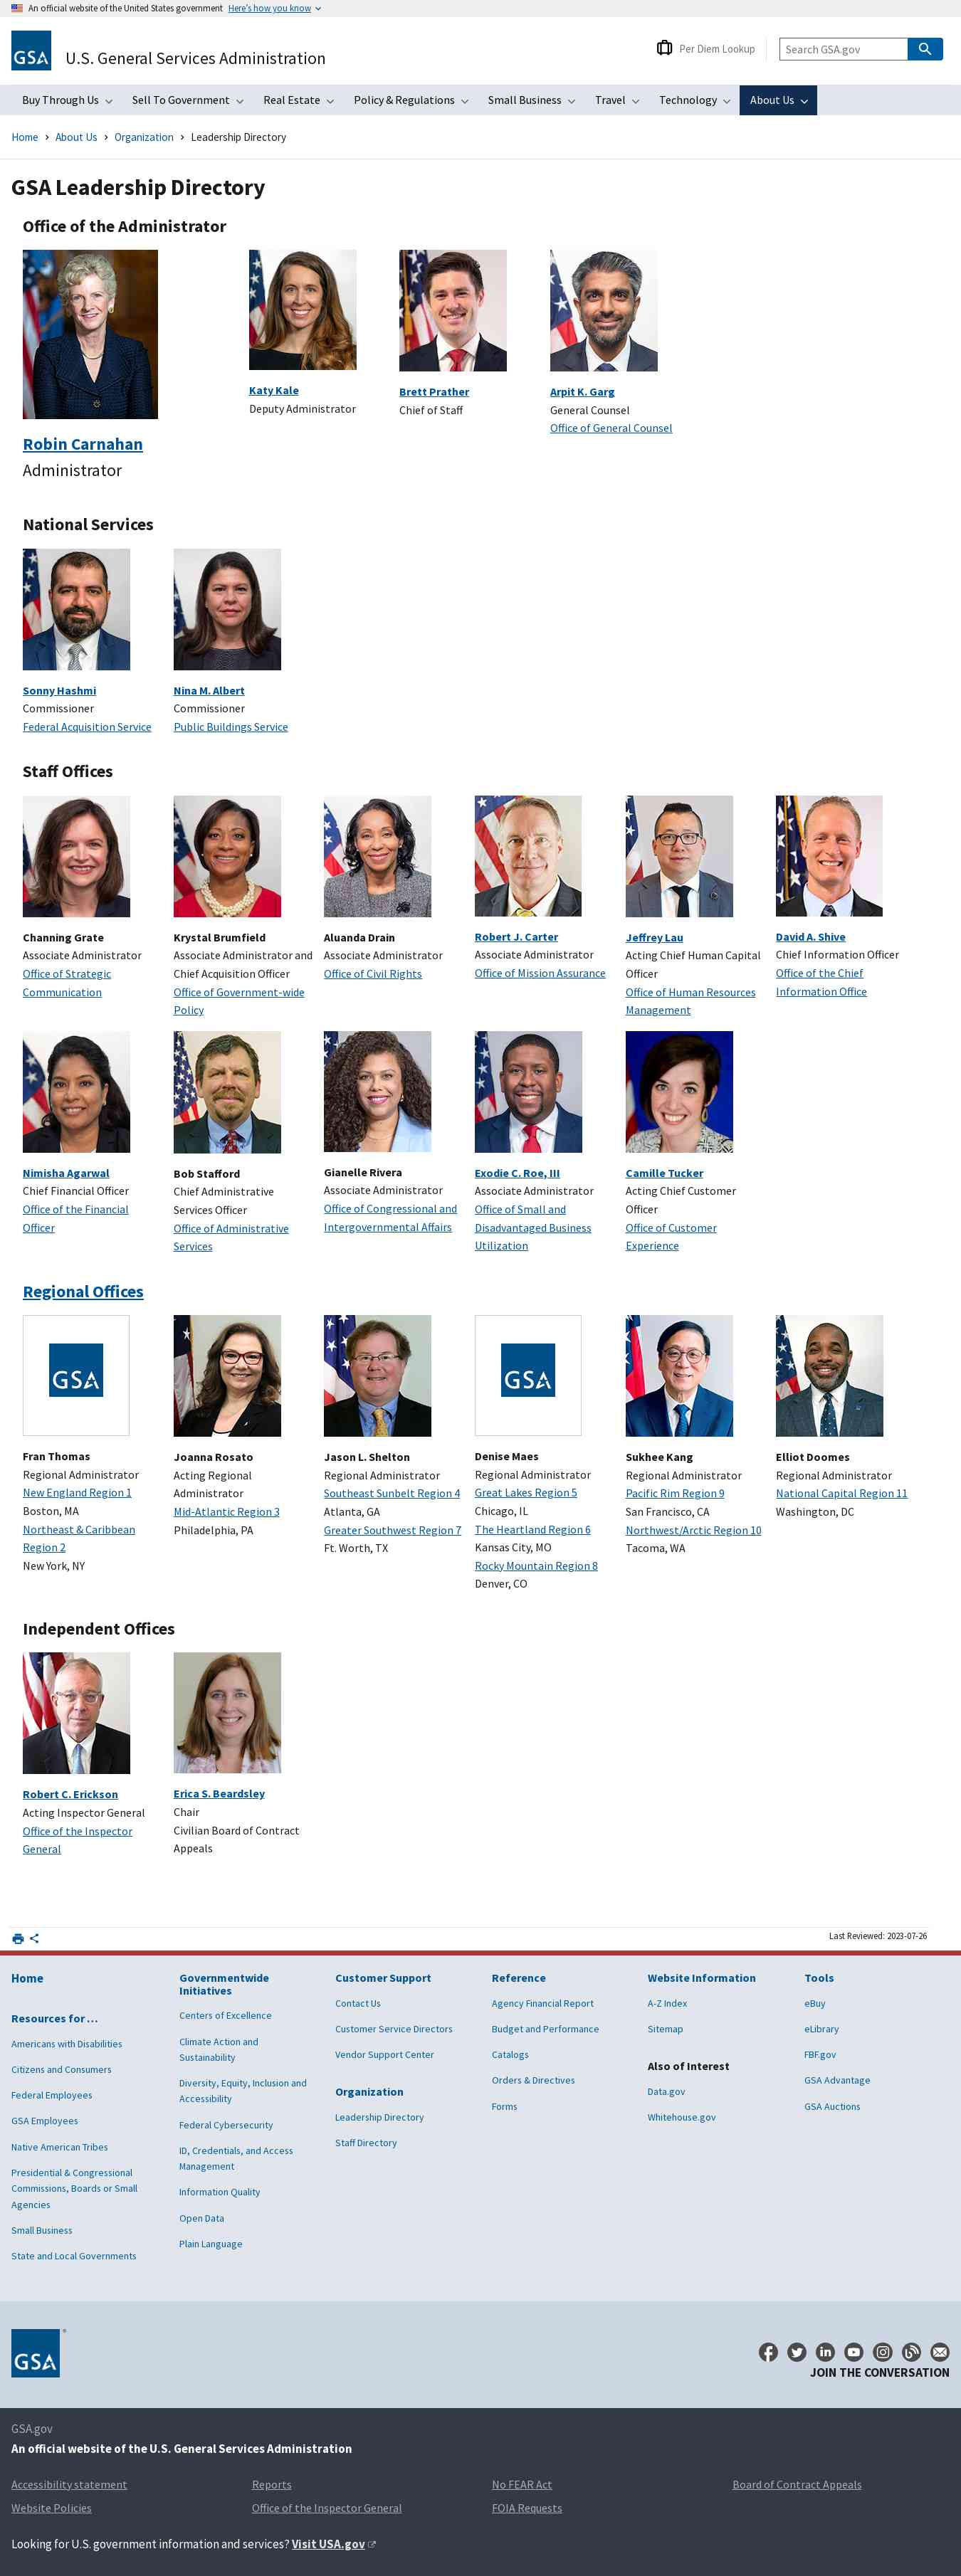 An official website of the United States government Here's how you know
GSA U.S. General Services Administration
Per Diem Lookup
Search GSA.gov
Buy Through Us Sell To Government Real Estate Policy & Regulations Small Business Travel Technology About Us
Home › About Us › Organization › Leadership Directory
GSA Leadership Directory
Office of the Administrator
Robin Carnahan
Administrator
Katy Kale
Deputy Administrator
Brett Prather
Chief of Staff
Arpit K. Garg
General Counsel
Office of General Counsel
National Services
Sonny Hashmi
Commissioner
Federal Acquisition Service
Nina M. Albert
Commissioner
Public Buildings Service
Staff Offices
Channing Grate
Associate Administrator
Office of Strategic
Communication
Krystal Brumfield
Associate Administrator and
Chief Acquisition Officer
Office of Government-wide
Policy
Aluanda Drain
Associate Administrator
Office of Civil Rights
Robert J. Carter
Associate Administrator
Office of Mission Assurance
Jeffrey Lau
Acting Chief Human Capital
Officer
Office of Human Resources
Management
David A. Shive
Chief Information Officer
Office of the Chief
Information Office
Nimisha Agarwal
Chief Financial Officer
Office of the Financial
Officer
Bob Stafford
Chief Administrative
Services Officer
Office of Administrative
Services
Gianelle Rivera
Associate Administrator
Office of Congressional and
Intergovernmental Affairs
Exodie C. Roe, III
Associate Administrator
Office of Small and
Disadvantaged Business
Utilization
Camille Tucker
Acting Chief Customer
Officer
Office of Customer
Experience
Regional Offices
GSA
Fran Thomas
Regional Administrator
New England Region 1
Boston, MA
Northeast & Caribbean
Region 2
New York, NY
Joanna Rosato
Acting Regional
Administrator
Mid-Atlantic Region 3
Philadelphia, PA
Jason L. Shelton
Regional Administrator
Southeast Sunbelt Region 4
Atlanta, GA
Greater Southwest Region 7
Ft. Worth, TX
GSA
Denise Maes
Regional Administrator
Great Lakes Region 5
Chicago, IL
The Heartland Region 6
Kansas City, MO
Rocky Mountain Region 8
Denver, CO
Sukhee Kang
Regional Administrator
Pacific Rim Region 9
San Francisco, CA
Northwest/Arctic Region 10
Tacoma, WA
Elliot Doomes
Regional Administrator
National Capital Region 11
Washington, DC
Independent Offices
Robert C. Erickson
Acting Inspector General
Office of the Inspector
General
Erica S. Beardsley
Chair
Civilian Board of Contract
Appeals
Last Reviewed: 2023-07-26
Home
Resources for …
Americans with Disabilities
Citizens and Consumers
Federal Employees
GSA Employees
Native American Tribes
Presidential & Congressional
Commissions, Boards or Small
Agencies
Small Business
State and Local Governments
Governmentwide
Initiatives
Centers of Excellence
Climate Action and
Sustainability
Diversity, Equity, Inclusion and
Accessibility
Federal Cybersecurity
ID, Credentials, and Access
Management
Information Quality
Open Data
Plain Language
Customer Support
Contact Us
Customer Service Directors
Vendor Support Center
Organization
Leadership Directory
Staff Directory
Reference
Agency Financial Report
Budget and Performance
Catalogs
Orders & Directives
Forms
Website Information
A-Z Index
Sitemap
Also of Interest
Data.gov
Whitehouse.gov
Tools
eBuy
eLibrary
FBF.gov
GSA Advantage
GSA Auctions
GSA
JOIN THE CONVERSATION
GSA.gov
An official website of the U.S. General Services Administration
Accessibility statement Reports No FEAR Act Board of Contract Appeals
Website Policies Office of the Inspector General FOIA Requests
Looking for U.S. government information and services? Visit USA.gov